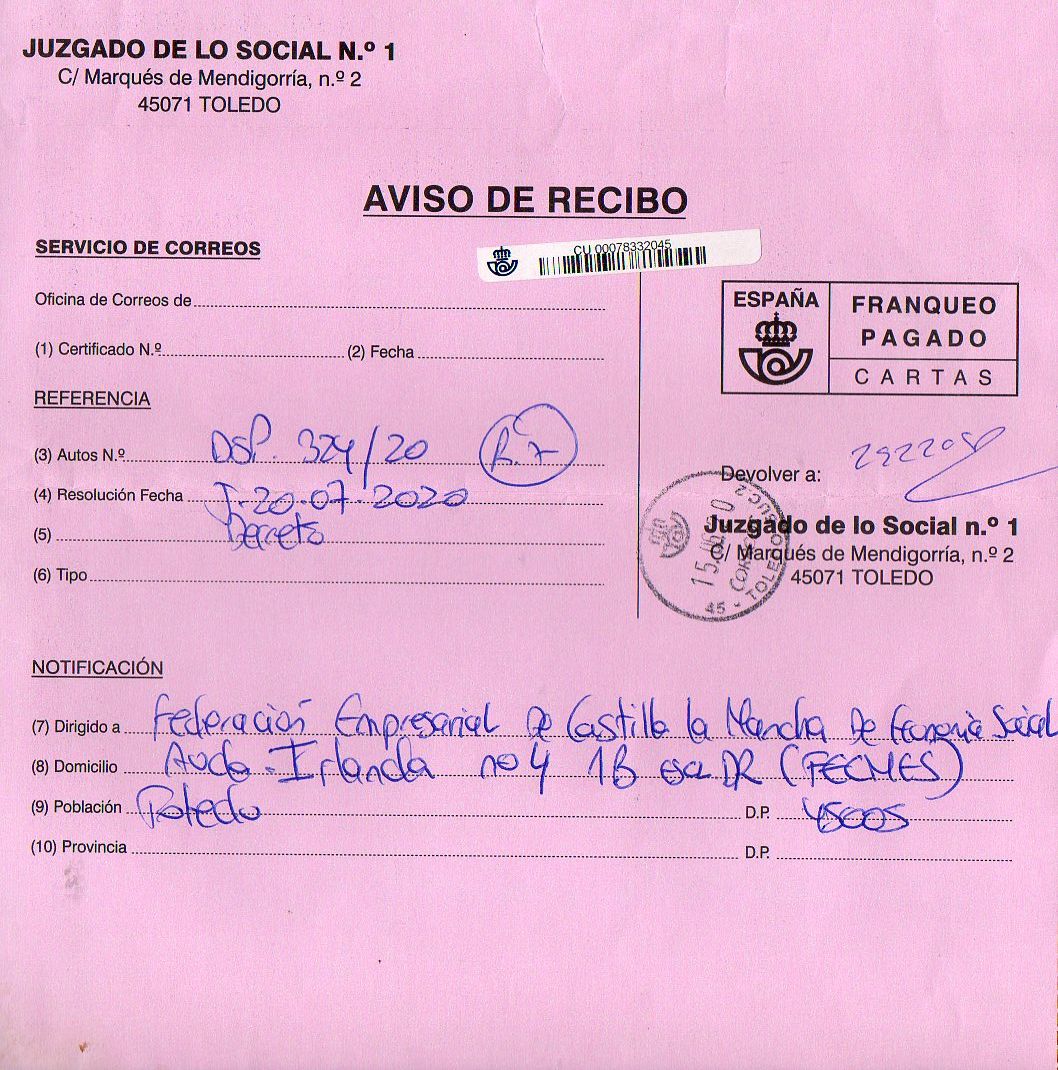 JUZGADO DE LO SOCIAL N.º 1
C/ Marqués de Mendigorría, n.º 2
45071 TOLEDO
AVISO DE RECIBO
SERVICIO DE CORREOS
CU 00078332045
Oficina de Correos de
ESPAÑA
FRANQUEO
PAGADO
CARTAS
(1) Certificado N.º (2) Fecha
REFERENCIA
(3) Autos N.º DSP. 324/20 R.7
(4) Resolución Fecha 20-07-2020
(5) Decreto
(6) Tipo
Devolver a:
Juzgado de lo Social n.º 1
c/ Marqués de Mendigorría, n.º 2
45071 TOLEDO
45 - TOLEDO
NOTIFICACIÓN
(7) Dirigido a Federación Empresarial De Castilla la Mancha De Economia Social
(8) Domicilio Avda. Irlanda nº 4 1B esc DR (FECMES)
(9) Población Toledo D.P. 45005
(10) Provincia D.P.